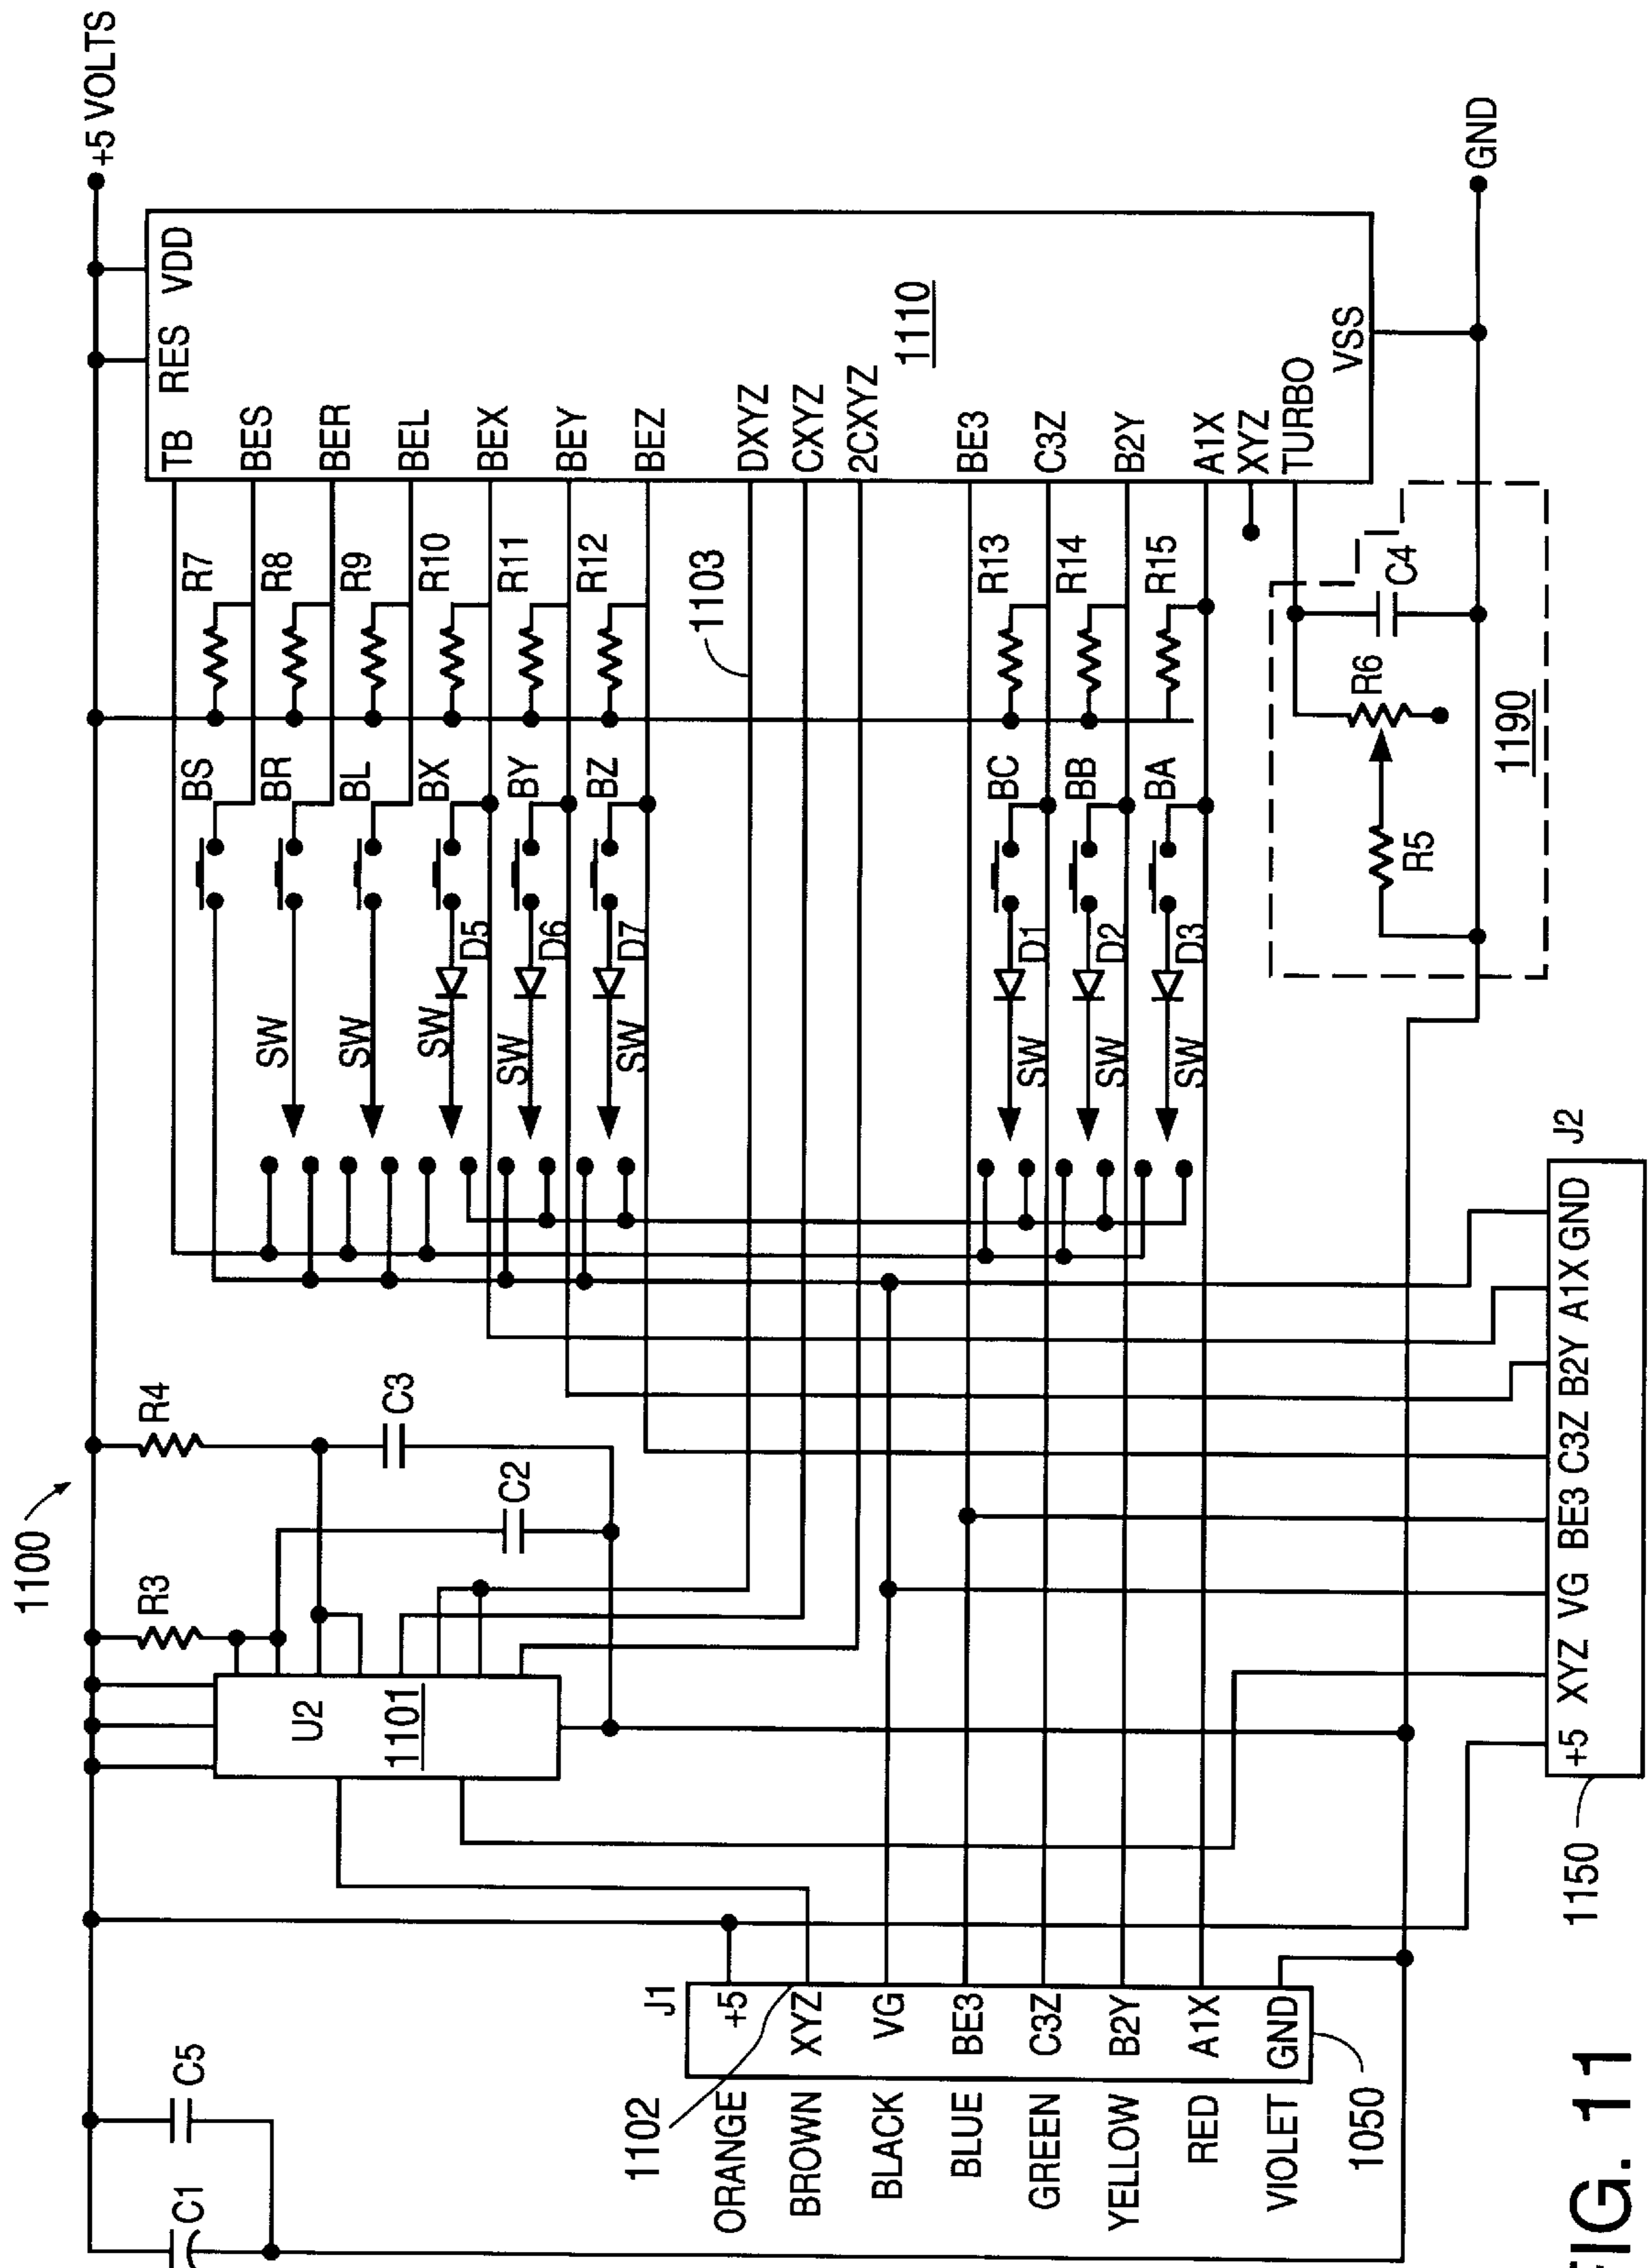 1100
+5 VOLTS
C1
C5
R3
R4
C2
C3
U2
1101
TB RES VDD
BES
BER
BEL
BEX
BEY
BEZ
DXYZ
CXYZ
2CXYZ
BE3
C3Z
B2Y
A1X
XYZ
TURBO
VSS
1110
R7
R8
R9
R10
R11
R12
R13
R14
R15
1103
BS
BR
BL
BX
BY
BZ
BC
BB
BA
D5
D6
D7
D1
D2
D3
SW
SW
SW
SW
SW
SW
SW
SW
R5
R6
C4
1190
GND
J1
+5
XYZ
VG
BE3
C3Z
B2Y
A1X
GND
1102
ORANGE
BROWN
BLACK
BLUE
GREEN
YELLOW
RED
VIOLET
1050
J2
+5 XYZ VG BE3 C3Z B2Y A1X GND
1150
FIG. 11